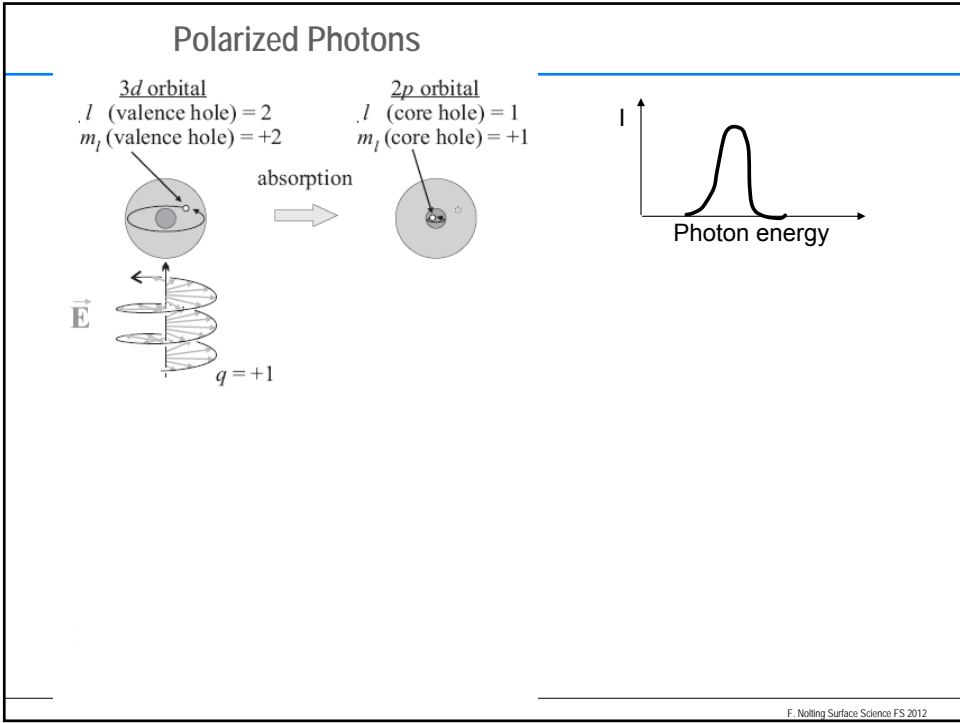 Polarized Photons
3d orbital
l (valence hole) = 2
m_l (valence hole) = +2
absorption
2p orbital
l (core hole) = 1
m_l (core hole) = +1
E
q = +1
I
Photon energy
F. Nolting Surface Science FS 2012